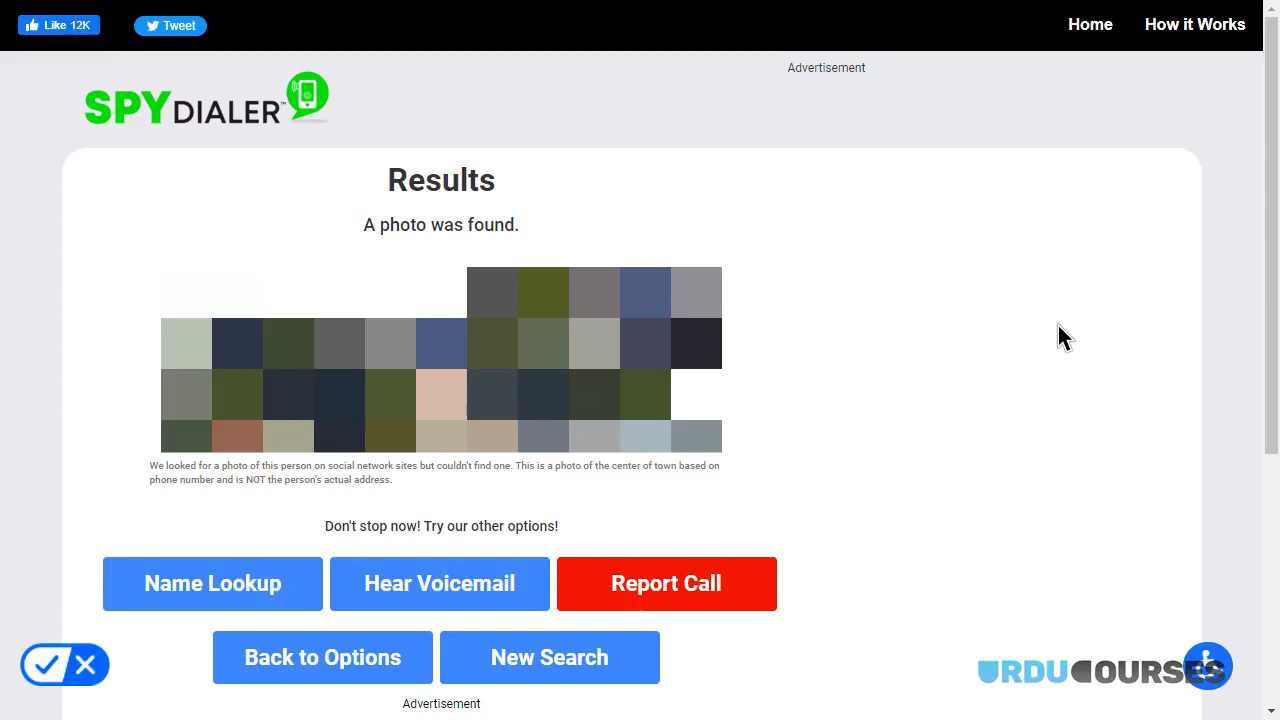 Like 12K
Tweet
Home
How it Works
Advertisement
SPYDIALER™
Results
A photo was found.
We looked for a photo of this person on social network sites but couldn't find one. This is a photo of the center of town based on
phone number and is NOT the person's actual address.
Don't stop now! Try our other options!
Name Lookup
Hear Voicemail
Report Call
Back to Options
New Search
URDUCOURSES
Advertisement